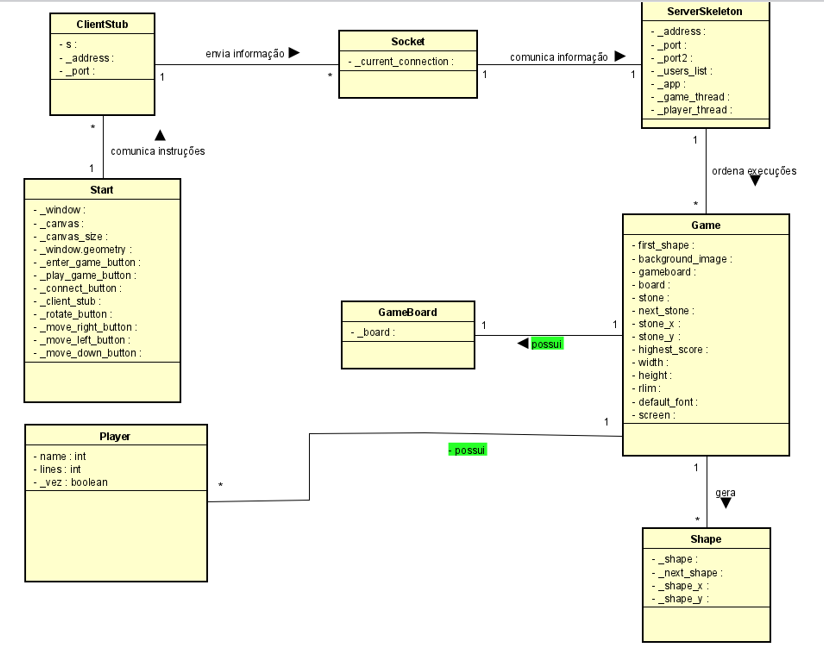 ClientStub
- s :
- _address :
- _port :
envia informação
1
*
Socket
- _current_connection :
comunica informação
1
1
ServerSkeleton
- _address :
- _port :
- _port2 :
- _users_list :
- _app :
- _game_thread :
- _player_thread :
*
comunica instruções
1
1
ordena execuções
*
Start
- _window :
- _canvas :
- _canvas_size :
- _window.geometry :
- _enter_game_button :
- _play_game_button :
- _connect_button :
- _client_stub :
- _rotate_button :
- _move_right_button :
- _move_left_button :
- _move_down_button :
Game
- first_shape :
- background_image :
- gameboard :
- board :
- stone :
- next_stone :
- stone_x :
- stone_y :
- highest_score :
- width :
- height :
- rlim :
- default_font :
- screen :
GameBoard
- _board :
1
1
possui
Player
- name : int
- lines : int
- _vez : boolean
*
1
- possui
1
gera
*
Shape
- _shape :
- _next_shape :
- _shape_x :
- _shape_y :